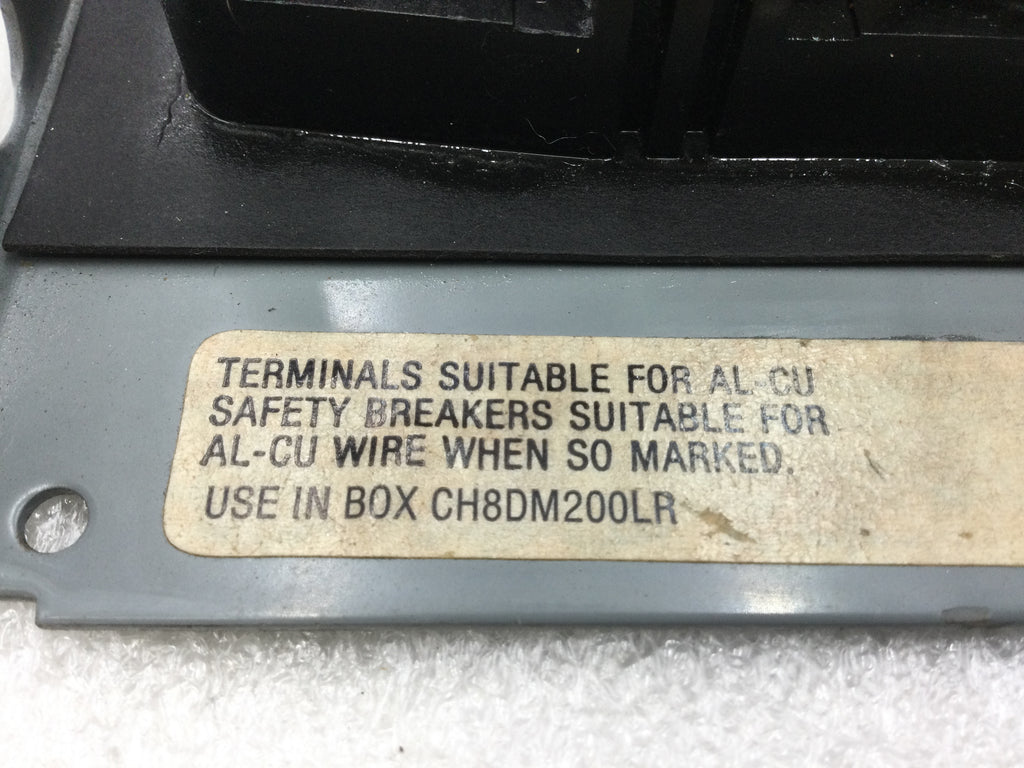 TERMINALS SUITABLE FOR AL-CU
SAFETY BREAKERS SUITABLE FOR
AL-CU WIRE WHEN SO MARKED.
USE IN BOX CH8DM200LR